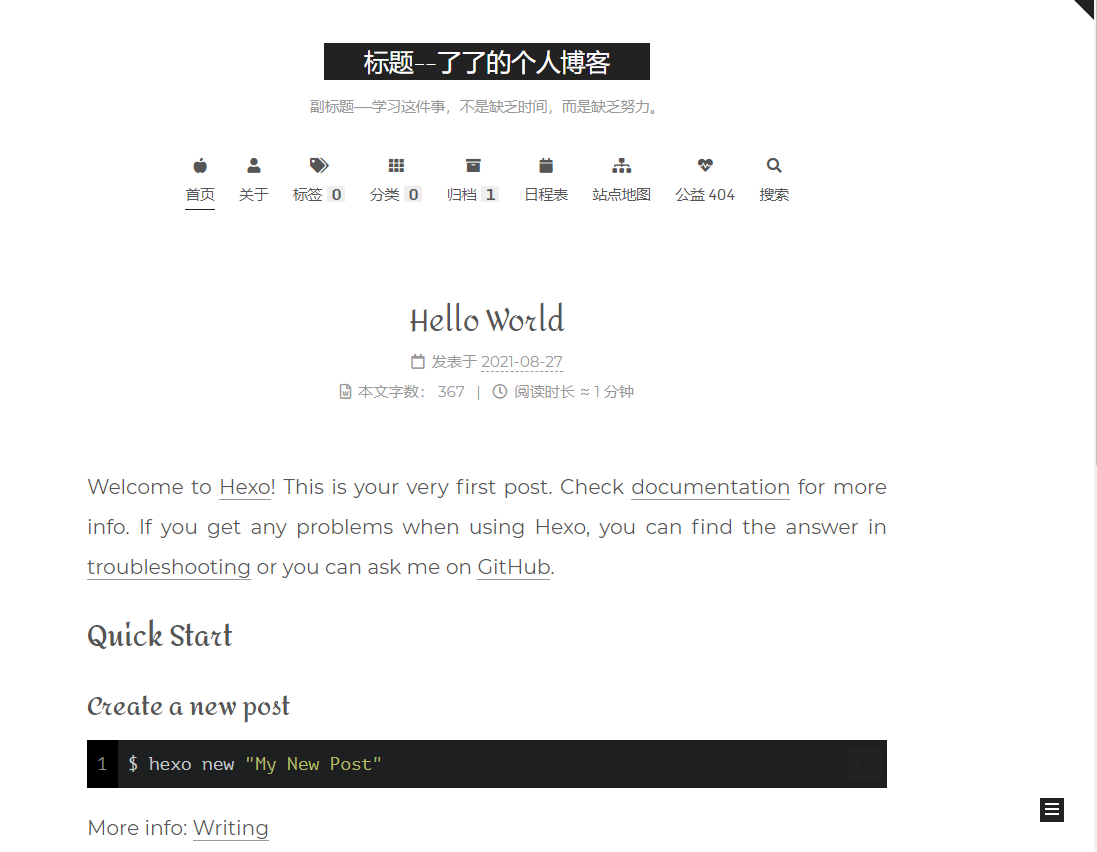 标题--了了的个人博客
副标题——学习这件事，不是缺乏时间，而是缺乏努力。
首页 关于 标签 0 分类 0 归档 1 日程表 站点地图 公益 404 搜索
Hello World
发表于 2021-08-27
本文字数： 367 | 阅读时长 ≈ 1 分钟
Welcome to Hexo! This is your very first post. Check documentation for more
info. If you get any problems when using Hexo, you can find the answer in
troubleshooting or you can ask me on GitHub.
Quick Start
Create a new post
1 $ hexo new "My New Post"
More info: Writing